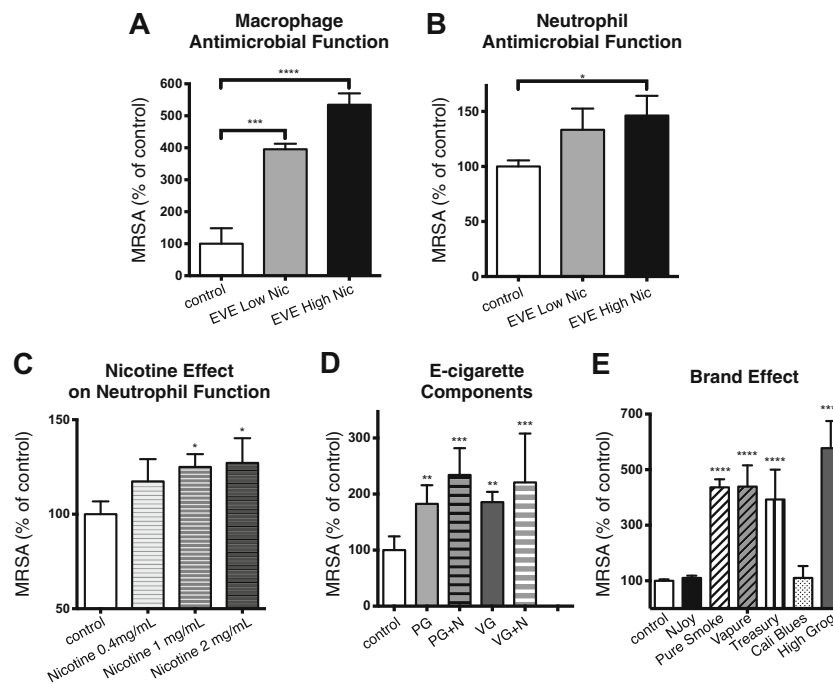 A
Macrophage
Antimicrobial Function
MRSA (% of control)
600
500
400
300
200
100
0
***
****
control
EVE Low Nic
EVE High Nic
B
Neutrophil
Antimicrobial Function
MRSA (% of control)
150
100
50
*
control
EVE Low Nic
EVE High Nic
C
Nicotine Effect
on Neutrophil Function
MRSA (% of control)
150
100
50
*
*
control
Nicotine 0.4mg/mL
Nicotine 1 mg/mL
Nicotine 2 mg/mL
D
E-cigarette
Components
MRSA (% of control)
300
200
100
0
**
***
**
***
control
PG
PG+N
VG
VG+N
E
Brand Effect
MRSA (% of control)
700
500
300
100
****
****
****
***
control
NJoy
Pure Smoke
Vapure
Treasury
Cali Blues
High Grog